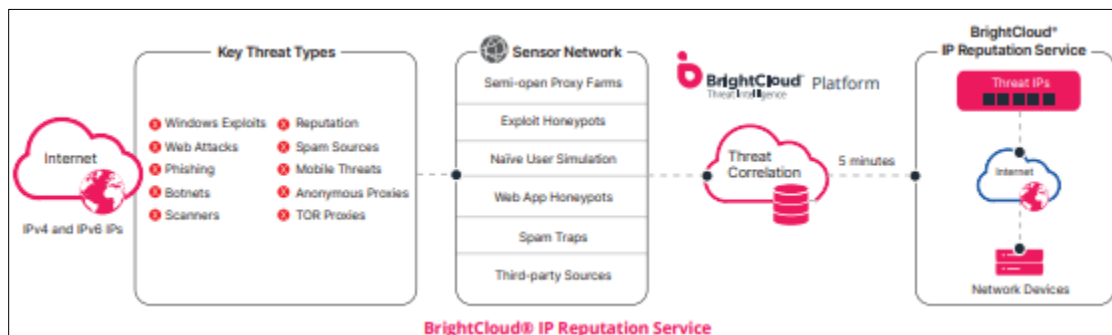 Internet
IPv4 and IPv6 IPs
Key Threat Types
Windows Exploits
Web Attacks
Phishing
Botnets
Scanners
Reputation
Spam Sources
Mobile Threats
Anonymous Proxies
TOR Proxies
Sensor Network
Semi-open Proxy Farms
Exploit Honeypots
Naïve User Simulation
Web App Honeypots
Spam Traps
Third-party Sources
BrightCloud Platform
Threat Intelligence
Threat
Correlation
5 minutes
BrightCloud®
IP Reputation Service
Threat IPs
Internet
Network Devices
BrightCloud® IP Reputation Service